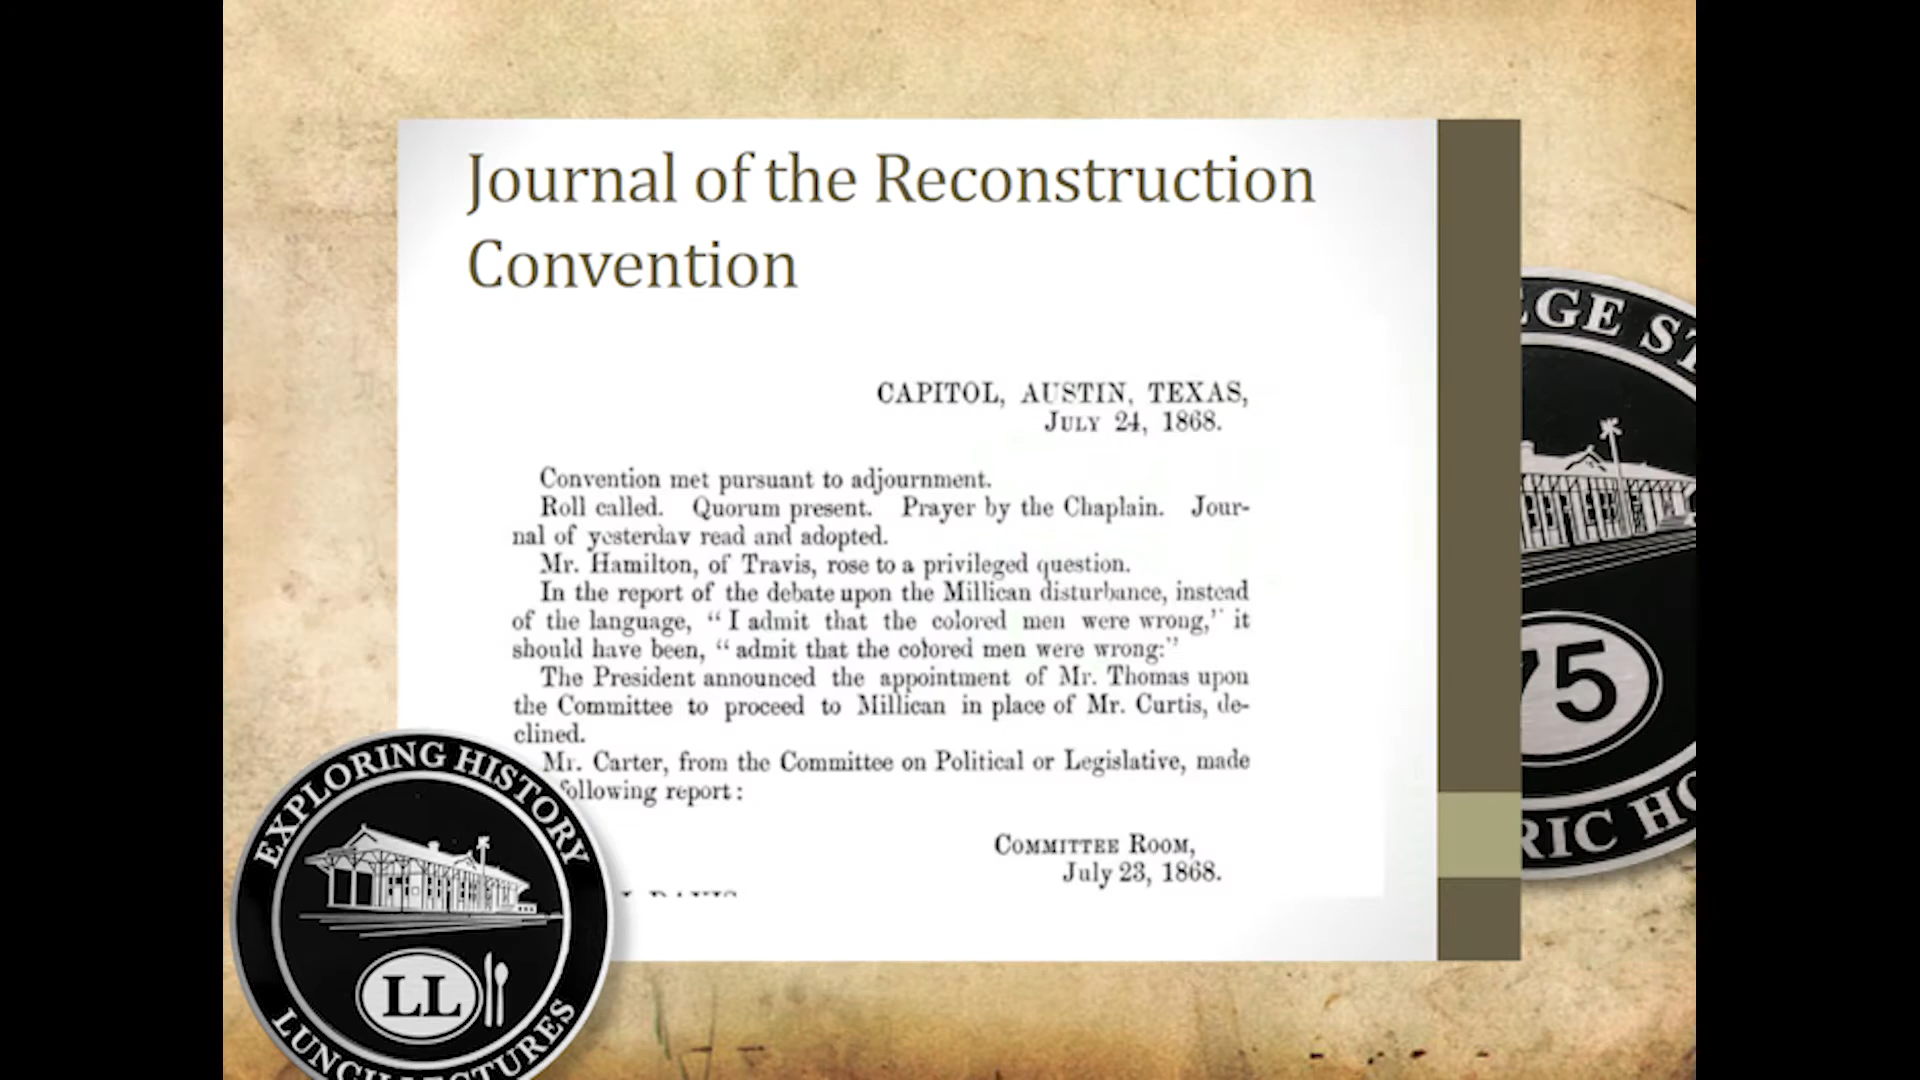 Journal of the Reconstruction
Convention
CAPITOL, AUSTIN, TEXAS,
JULY 24, 1868.
Convention met pursuant to adjournment.
Roll called. Quorum present. Prayer by the Chaplain. Jour-
nal of yesterday read and adopted.
Mr. Hamilton, of Travis, rose to a privileged question.
In the report of the debate upon the Millican disturbance, instead
of the language, “I admit that the colored men were wrong,” it
should have been, “admit that the colored men were wrong:”
The President announced the appointment of Mr. Thomas upon
the Committee to proceed to Millican in place of Mr. Curtis, de-
clined.
Mr. Carter, from the Committee on Political or Legislative, made
following report:
COMMITTEE ROOM,
July 23, 1868.
EXPLORING HISTORY
LL
LUNCH LECTURES
EGE ST
75
RIC HO